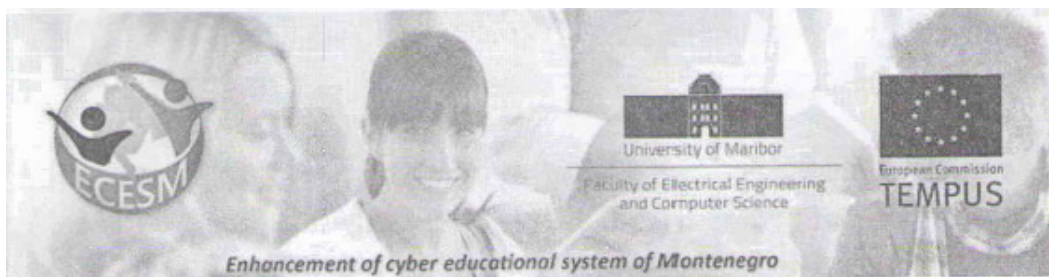 ECESM
University of Maribor
Faculty of Electrical Engineering
and Computer Science
European Commission
TEMPUS
Enhancement of cyber educational system of Montenegro